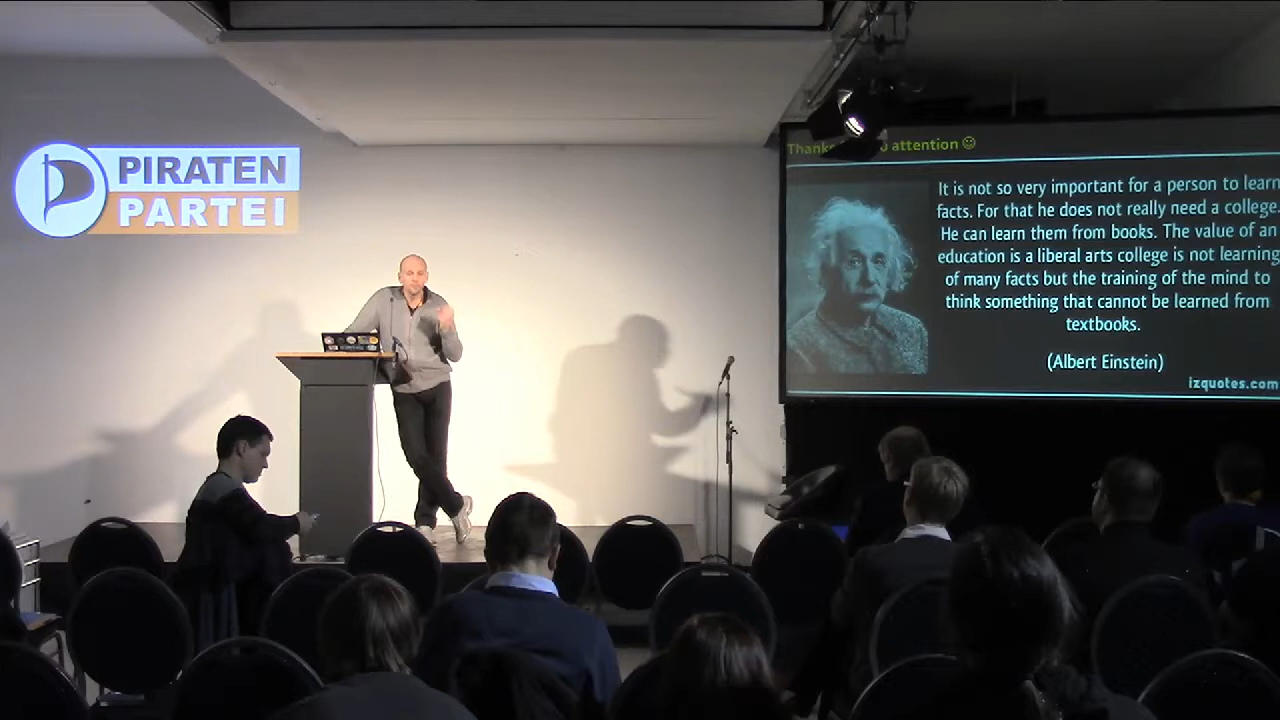 PIRATEN
PARTEI
Thanks attention ☺
It is not so very important for a person to learn
facts. For that he does not really need a college.
He can learn them from books. The value of an
education is a liberal arts college is not learning
of many facts but the training of the mind to
think something that cannot be learned from
textbooks.
(Albert Einstein)
izquotes.com